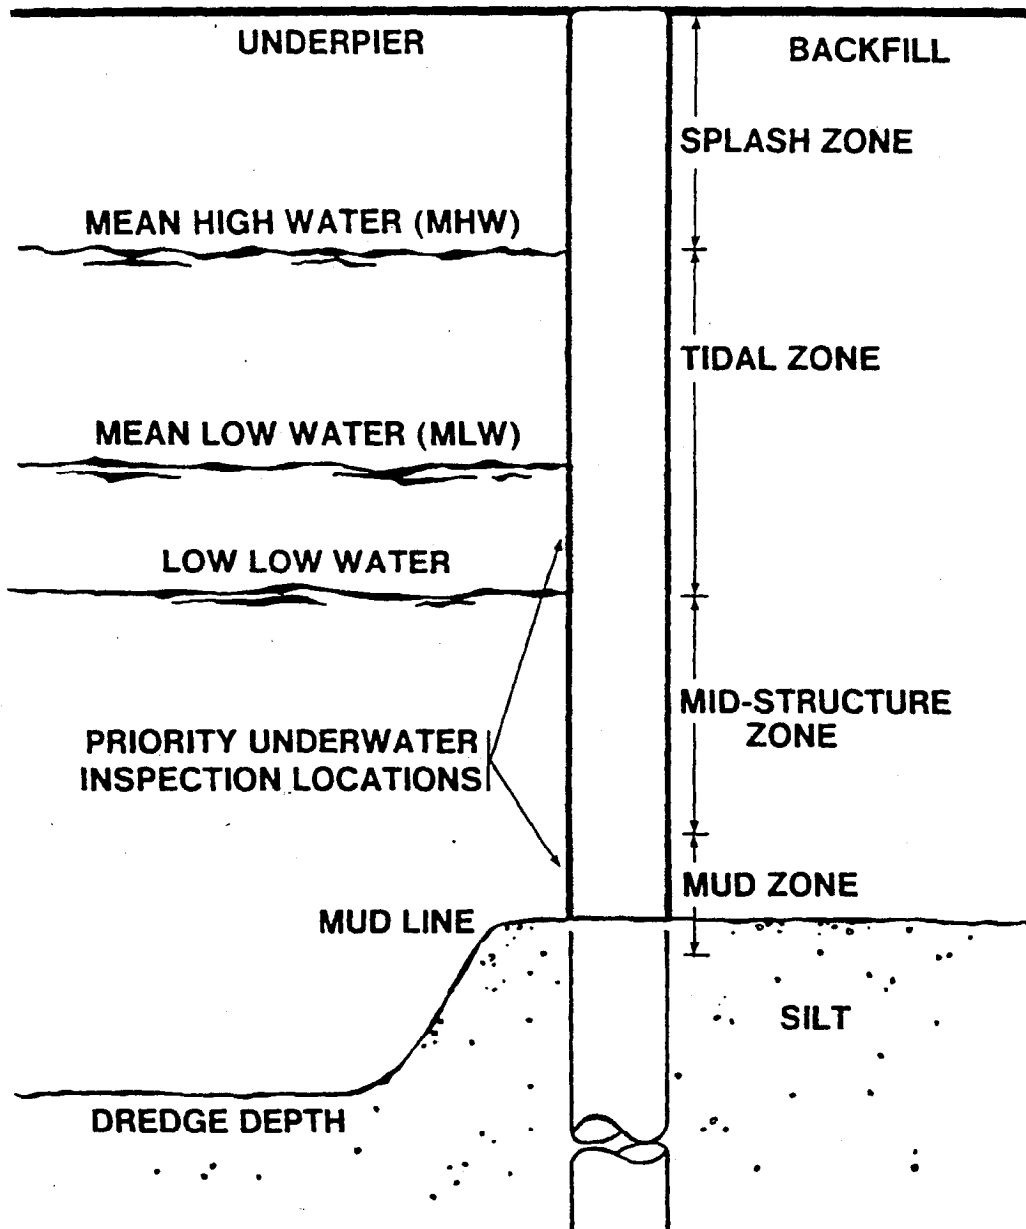 UNDERPIER
BACKFILL
SPLASH ZONE
MEAN HIGH WATER (MHW)
TIDAL ZONE
MEAN LOW WATER (MLW)
LOW LOW WATER
MID-STRUCTURE
ZONE
PRIORITY UNDERWATER
INSPECTION LOCATIONS
MUD ZONE
MUD LINE
SILT
DREDGE DEPTH